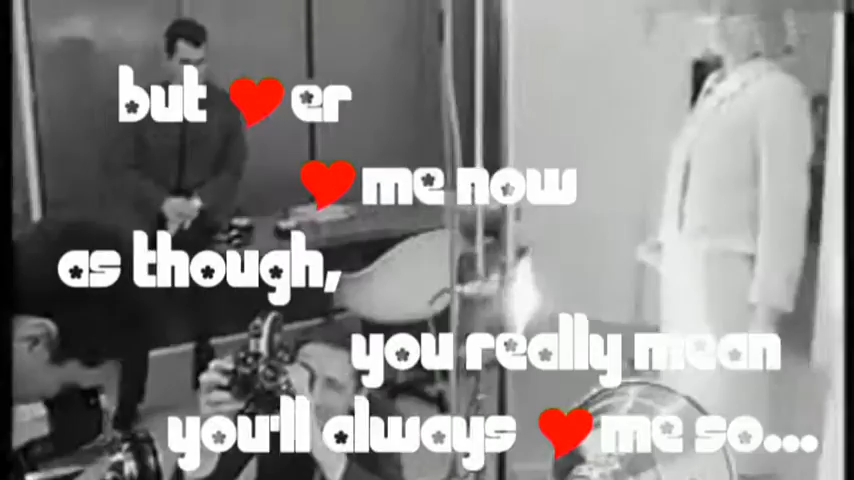 but ❤er
❤me now
as though,
you really mean
you'll always ❤me so...